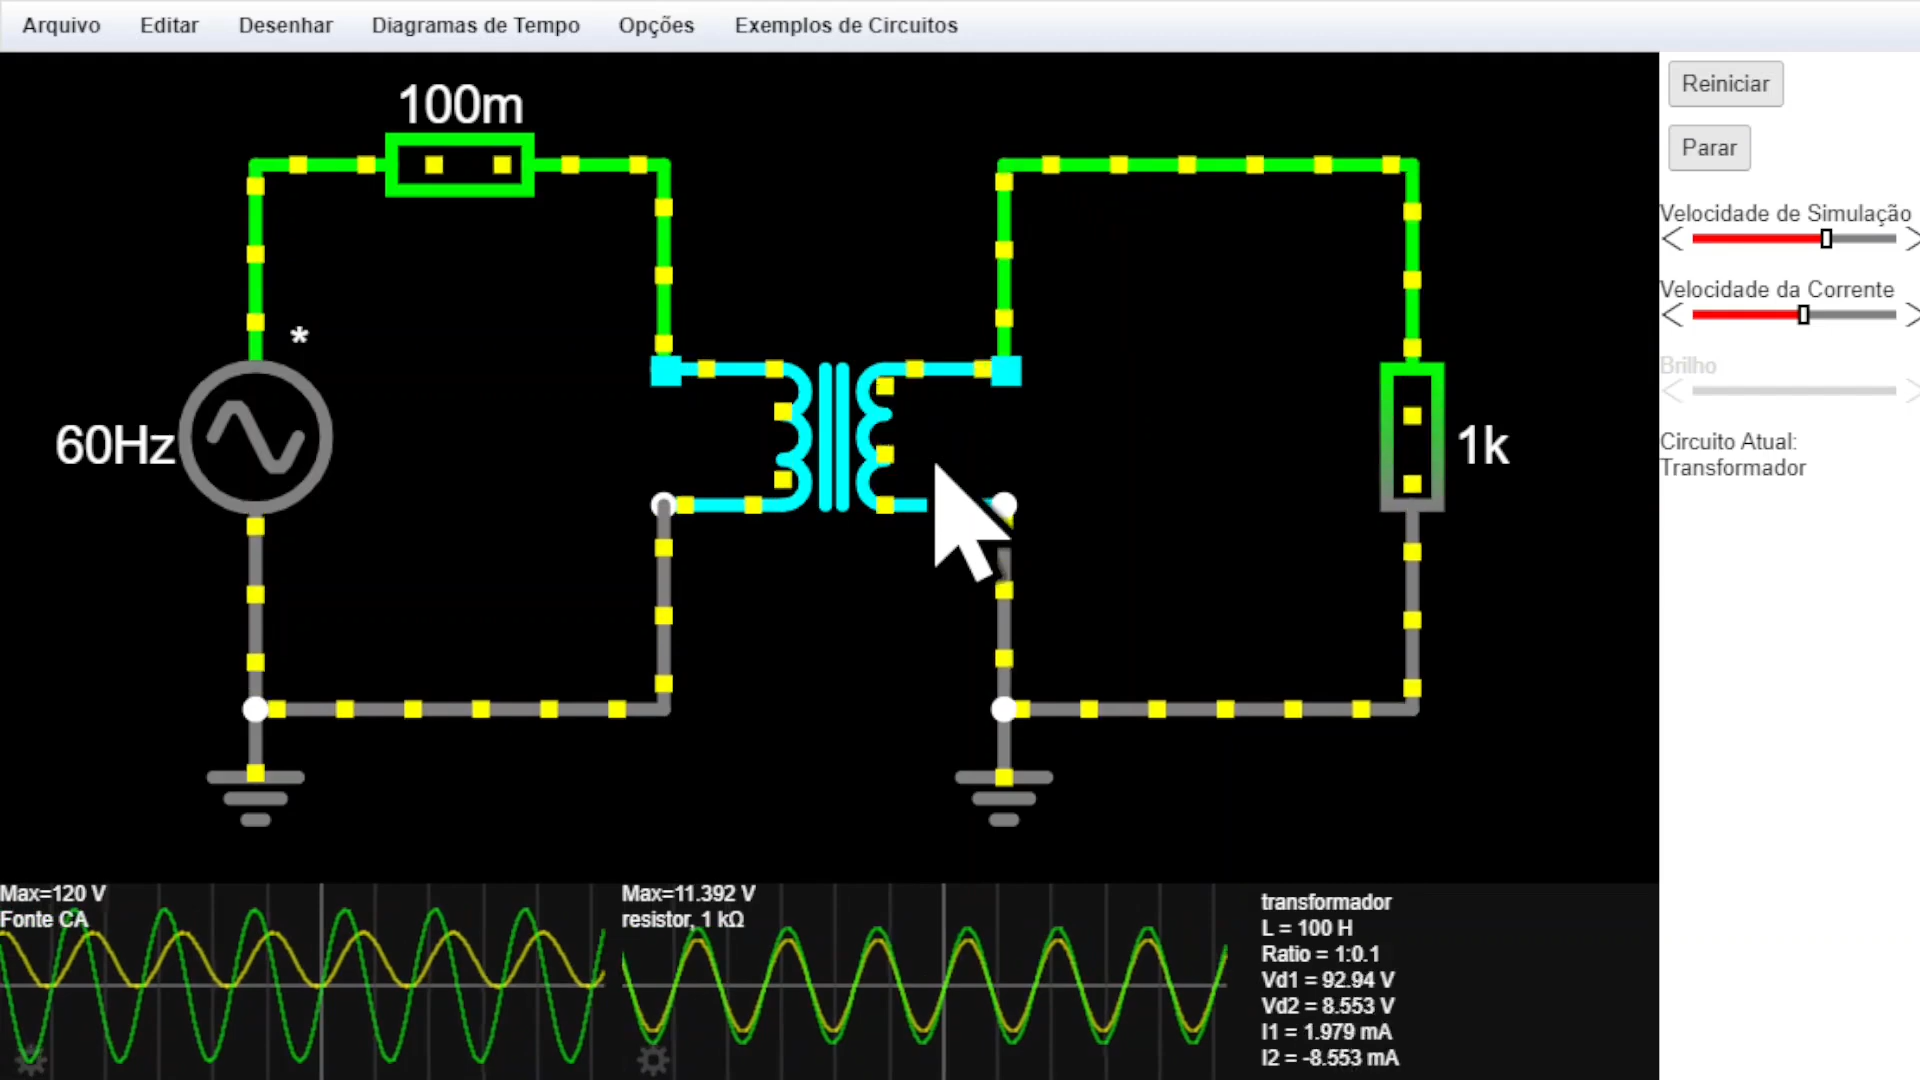 Arquivo Editar Desenhar Diagramas de Tempo Opções Exemplos de Circuitos
Reiniciar
Parar
Velocidade de Simulação
Velocidade da Corrente
Brilho
Circuito Atual:
Transformador
100m
*
60Hz
1k
Max=120 V
Fonte CA
Max=11.392 V
resistor, 1 kΩ
transformador
L = 100 H
Ratio = 1:0.1
Vd1 = 92.94 V
Vd2 = 8.553 V
I1 = 1.979 mA
I2 = -8.553 mA